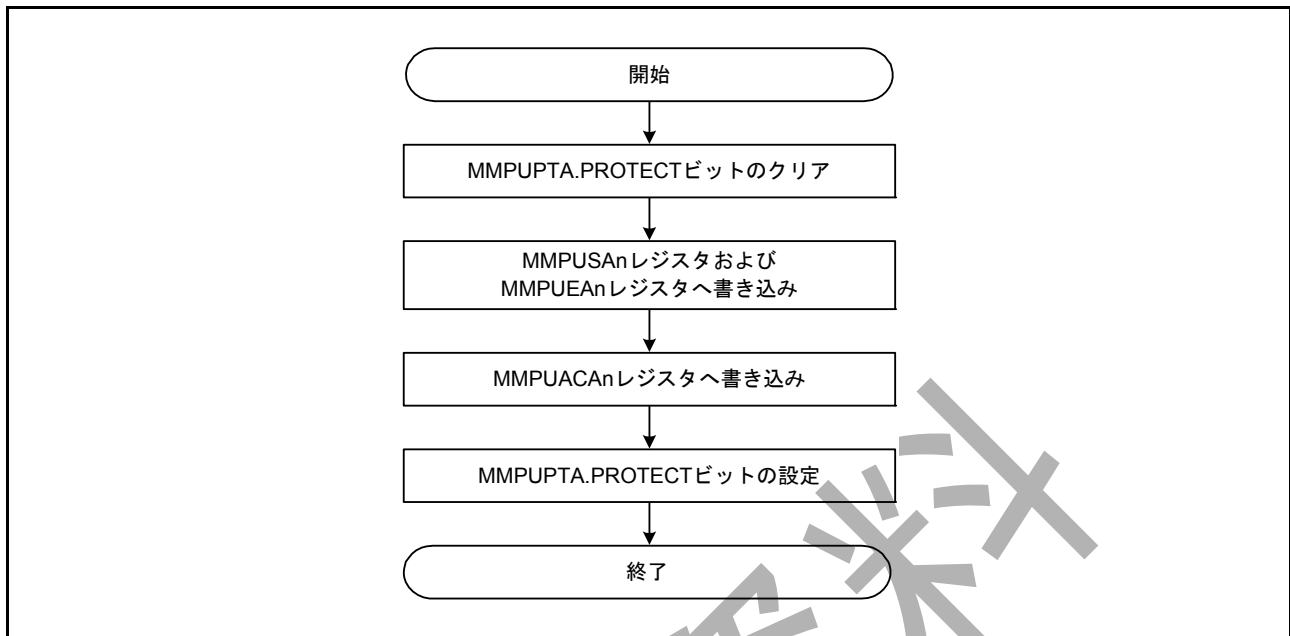 開始
MMPUPTA.PROTECTビットのクリア
MMPUSAnレジスタおよび
MMPUEAnレジスタへ書き込み
MMPUACAnレジスタへ書き込み
MMPUPTA.PROTECTビットの設定
終了